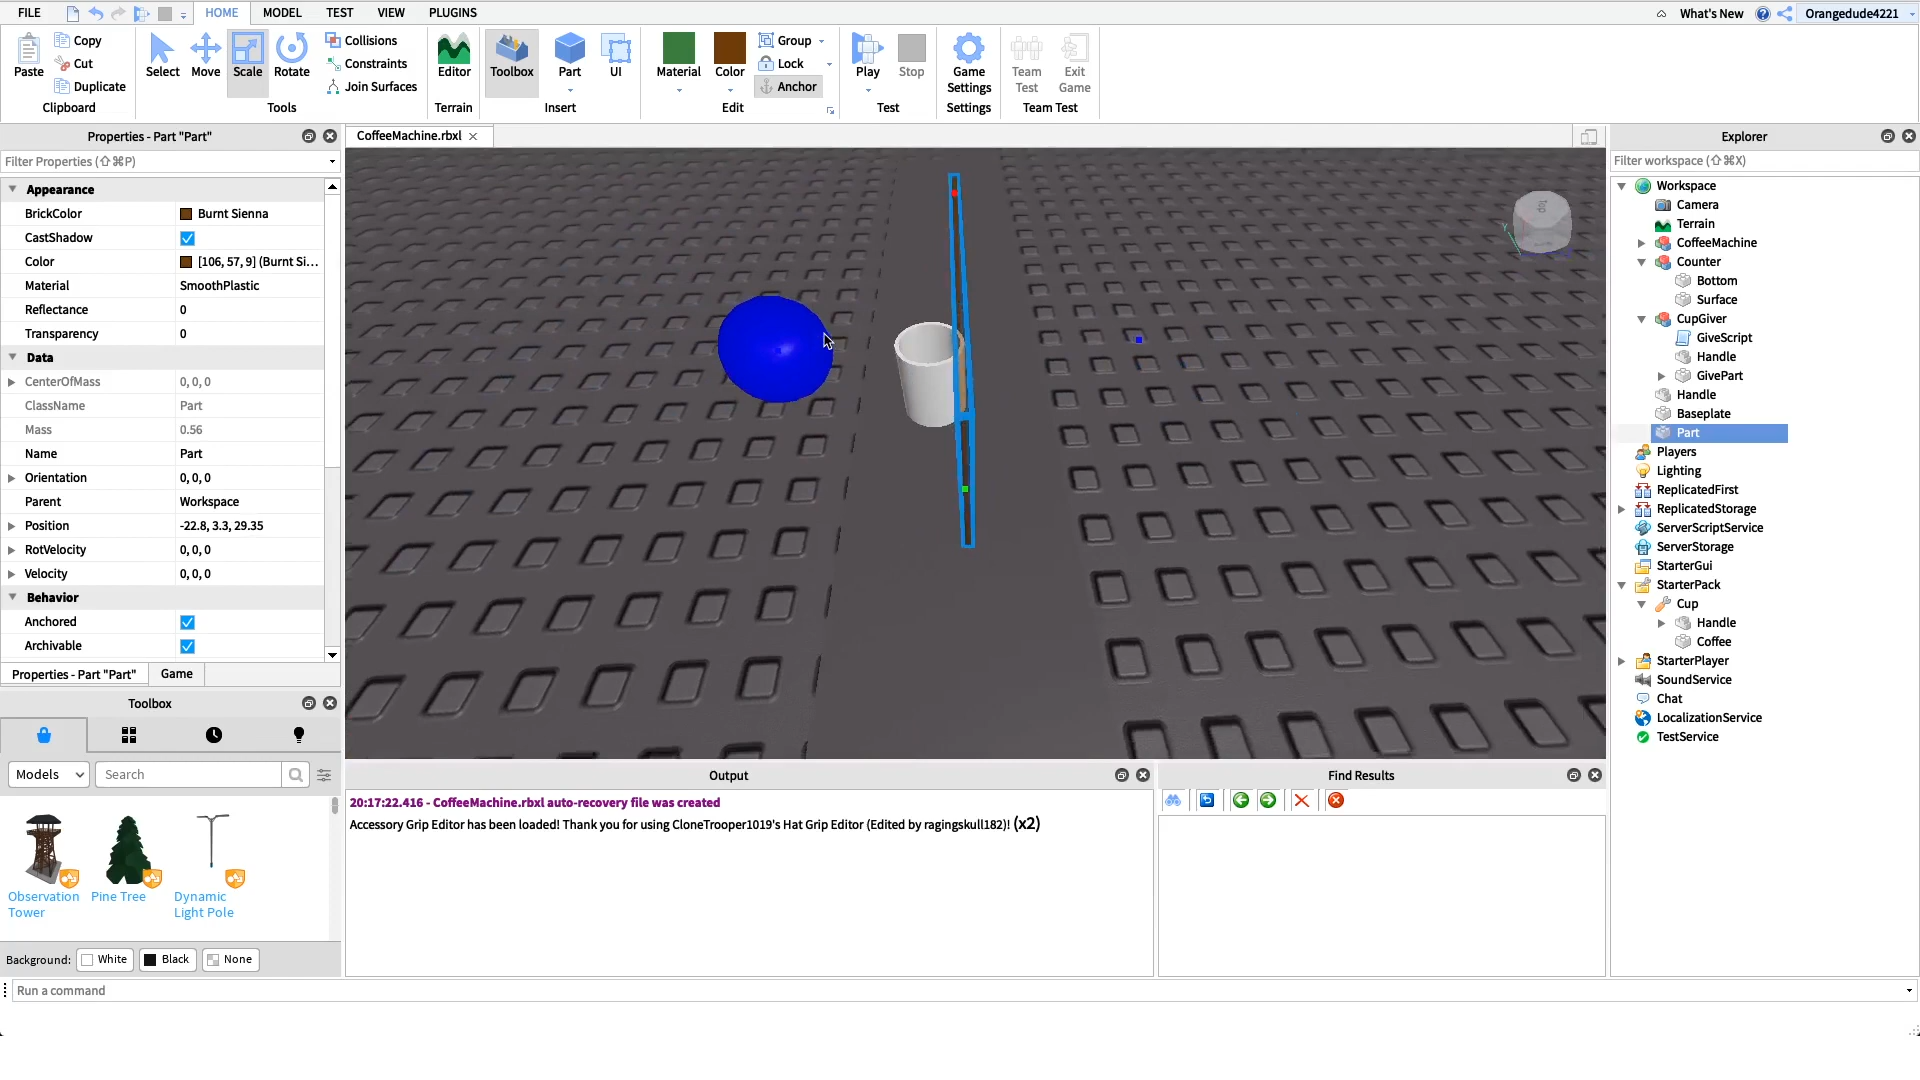 FILE HOME MODEL TEST VIEW PLUGINS What's New Orangedude4221
Paste Copy Cut Duplicate Clipboard
Select Move Scale Rotate Collisions Constraints Join Surfaces Tools
Editor Terrain
Toolbox Part UI Insert
Material Color Group Lock Anchor Edit
Play Stop Test
Game Settings Settings
Team Test Exit Game Team Test
Properties - Part "Part"
Filter Properties (⇧⌘P)
Appearance
BrickColor Burnt Sienna
CastShadow
Color [106, 57, 9] (Burnt Si...
Material SmoothPlastic
Reflectance 0
Transparency 0
Data
CenterOfMass 0, 0, 0
ClassName Part
Mass 0.56
Name Part
Orientation 0, 0, 0
Parent Workspace
Position -22.8, 3.3, 29.35
RotVelocity 0, 0, 0
Velocity 0, 0, 0
Behavior
Anchored
Archivable
Properties - Part "Part" Game
Toolbox
Models Search
Observation Tower
Pine Tree
Dynamic Light Pole
Background: White Black None
Run a command
CoffeeMachine.rbxl
Top
Y
Output
20:17:22.416 - CoffeeMachine.rbxl auto-recovery file was created
Accessory Grip Editor has been loaded! Thank you for using CloneTrooper1019's Hat Grip Editor (Edited by ragingskull182)! (x2)
Find Results
Explorer
Filter workspace (⇧⌘X)
Workspace
Camera
Terrain
CoffeeMachine
Counter
Bottom
Surface
CupGiver
GiveScript
Handle
GivePart
Handle
Baseplate
Part
Players
Lighting
ReplicatedFirst
ReplicatedStorage
ServerScriptService
ServerStorage
StarterGui
StarterPack
Cup
Handle
Coffee
StarterPlayer
SoundService
Chat
LocalizationService
TestService